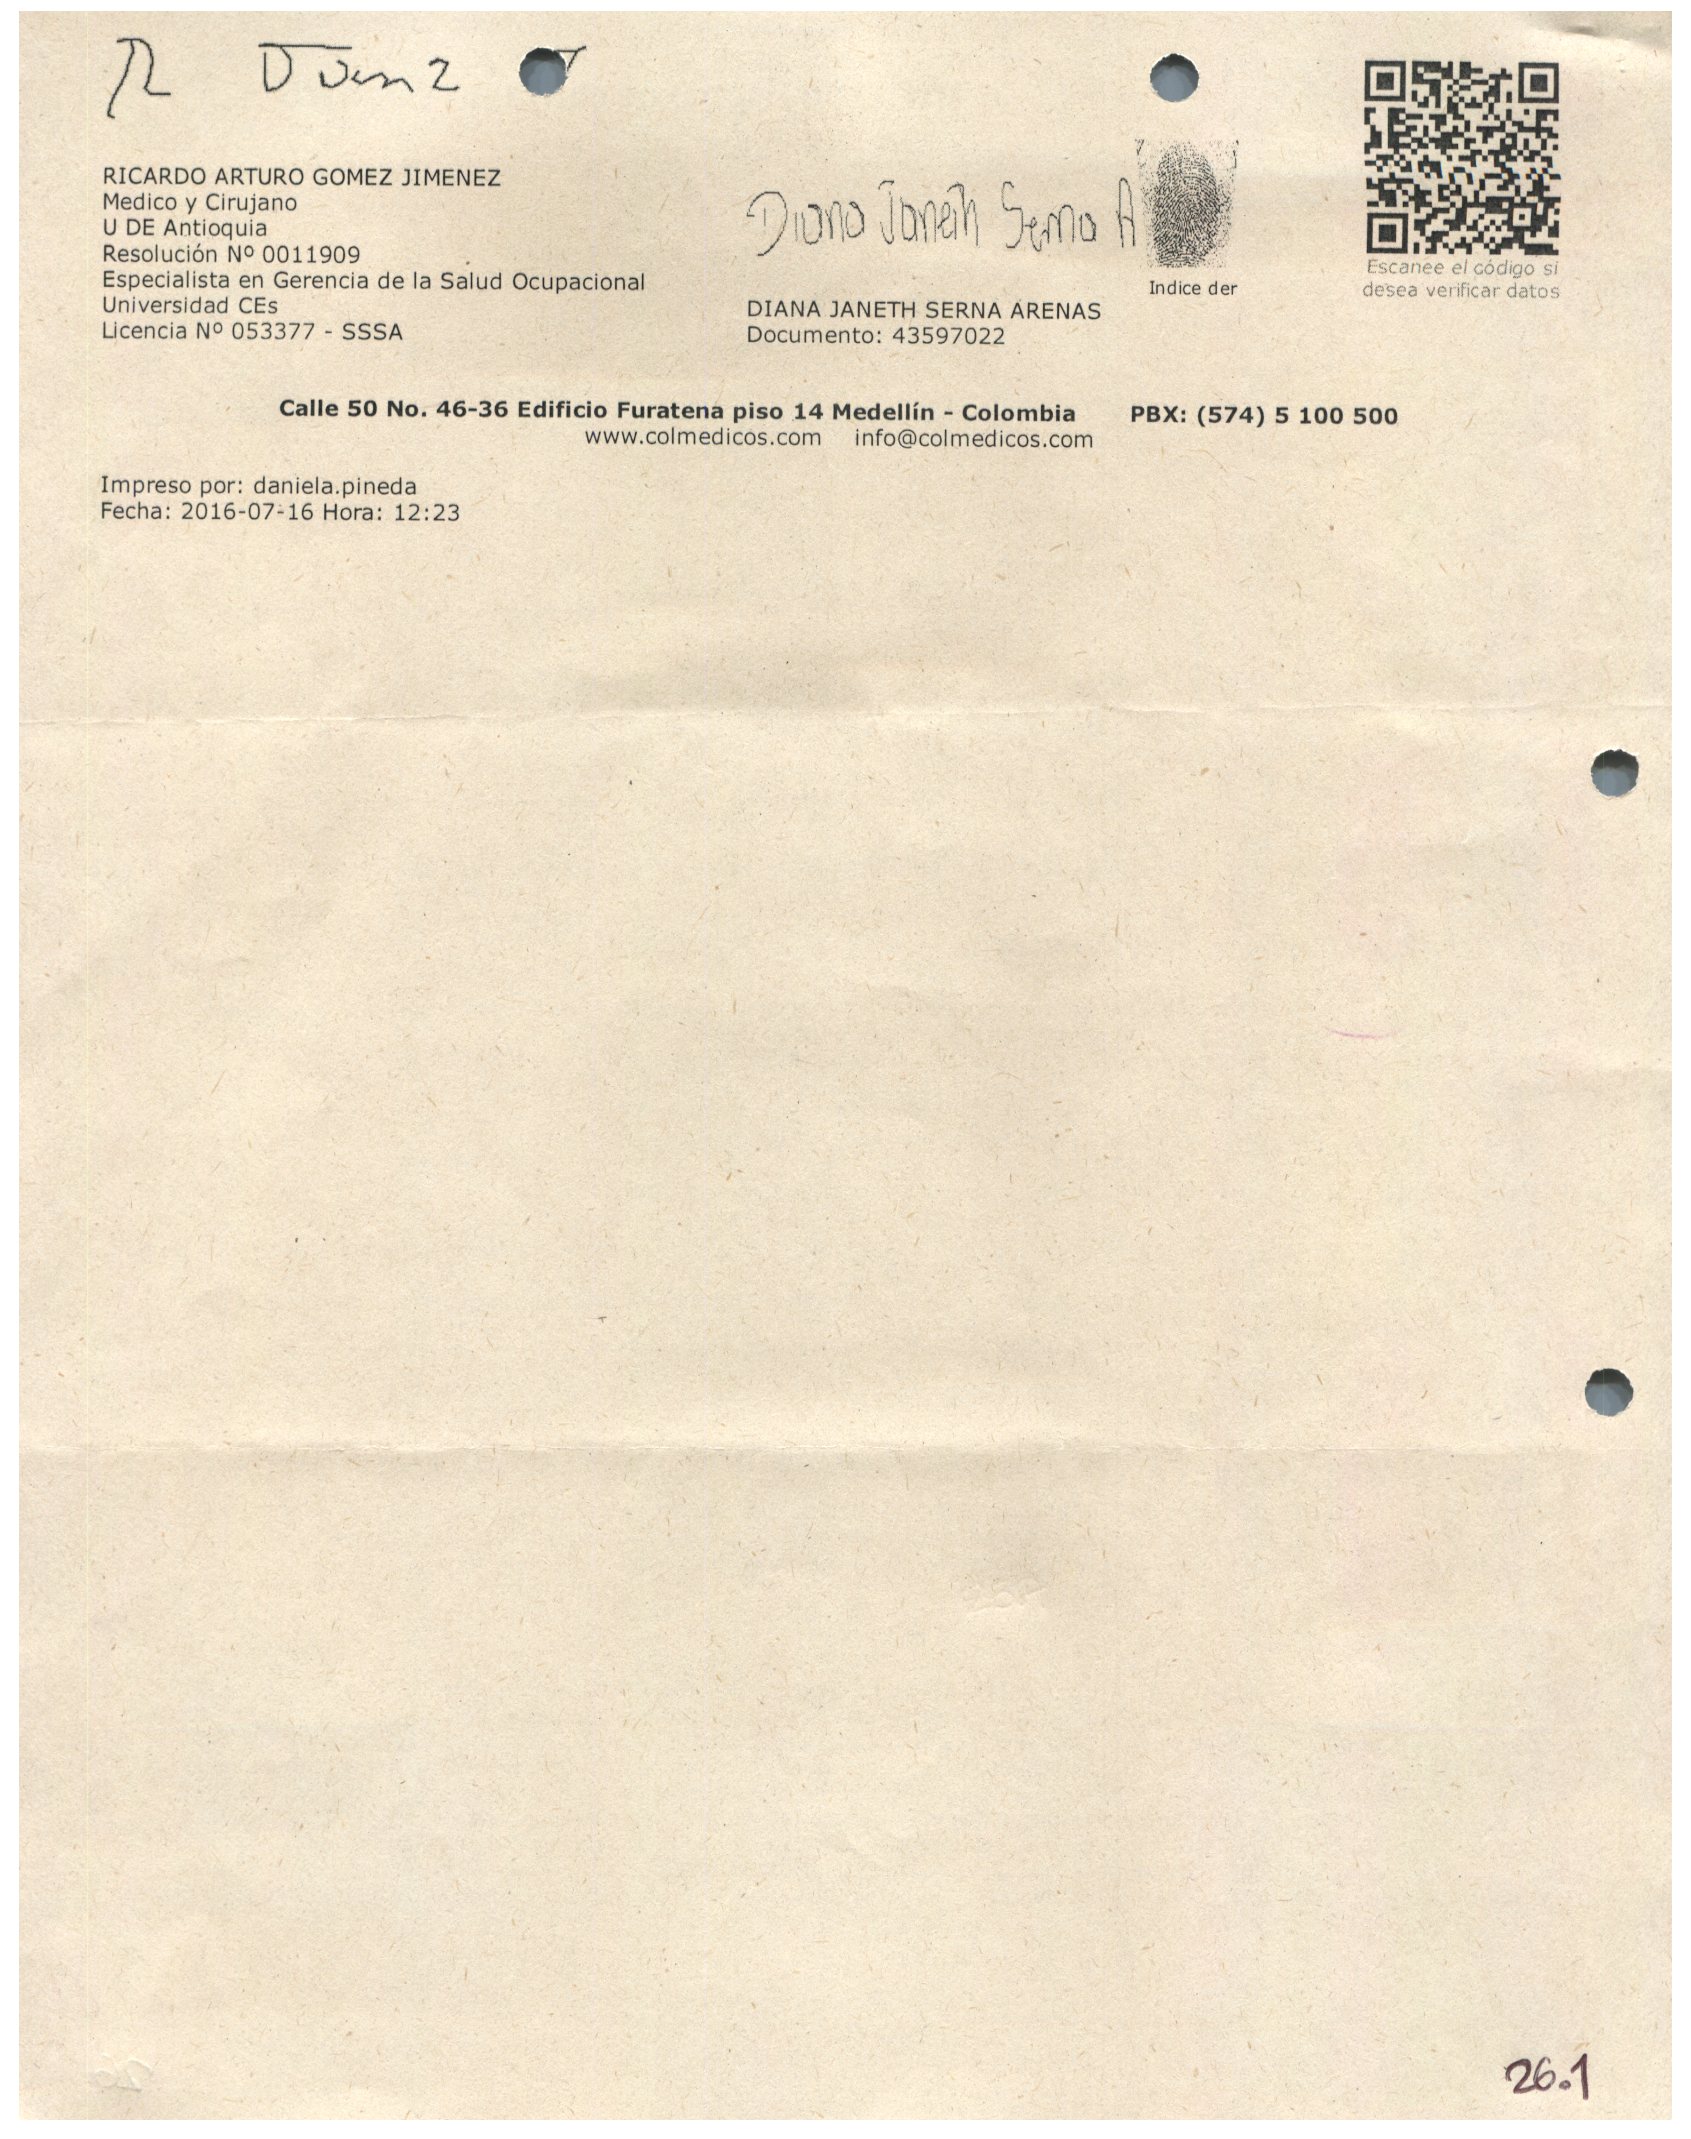 RICARDO ARTURO GOMEZ JIMENEZ
Medico y Cirujano
U DE Antioquia
Resolución Nº 0011909
Especialista en Gerencia de la Salud Ocupacional
Universidad CEs
Licencia Nº 053377 - SSSA
Diana Janeth Serna A
Indice der
DIANA JANETH SERNA ARENAS
Documento: 43597022
Escanee el código si
desea verificar datos
Calle 50 No. 46-36 Edificio Furatena piso 14 Medellín - Colombia PBX: (574) 5 100 500
www.colmedicos.com info@colmedicos.com
Impreso por: daniela.pineda
Fecha: 2016-07-16 Hora: 12:23
26.1